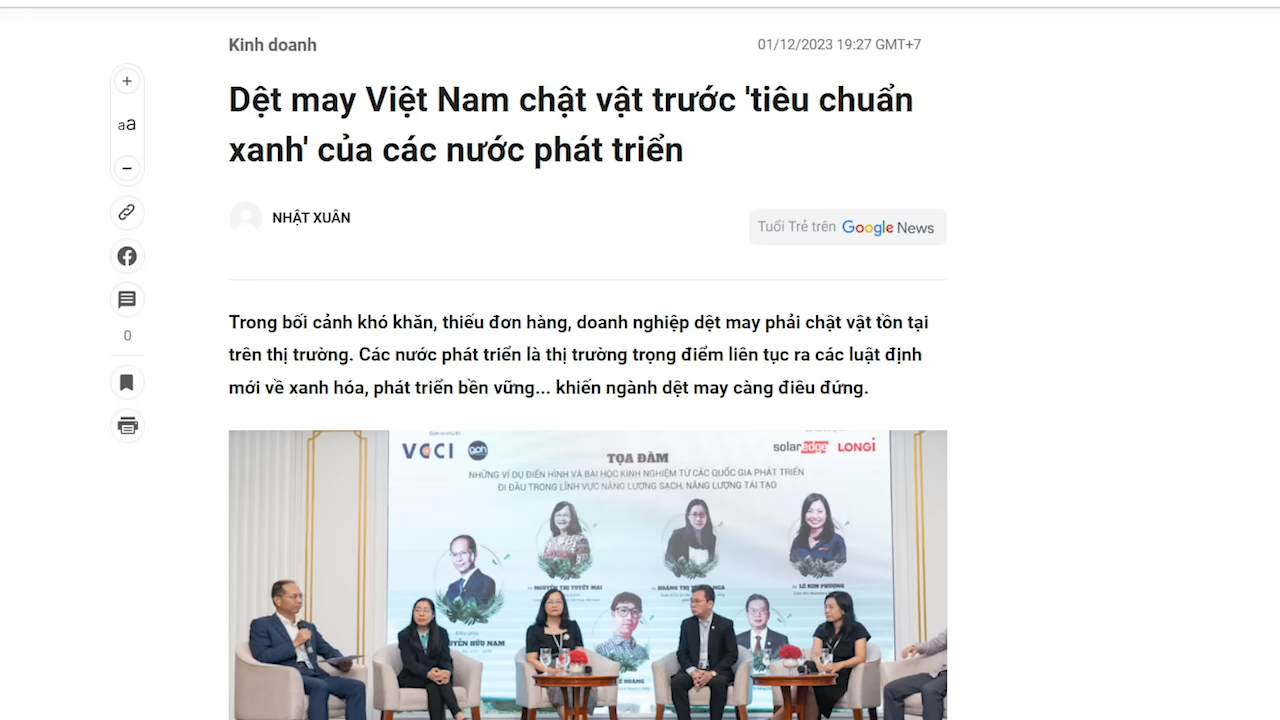 Kinh doanh
01/12/2023 19:27 GMT+7
Dệt may Việt Nam chật vật trước 'tiêu chuẩn
xanh' của các nước phát triển
+
aa
−
NHẬT XUÂN
Tuổi Trẻ trên Google News
0
Trong bối cảnh khó khăn, thiếu đơn hàng, doanh nghiệp dệt may phải chật vật tồn tại
trên thị trường. Các nước phát triển là thị trường trọng điểm liên tục ra các luật định
mới về xanh hóa, phát triển bền vững... khiến ngành dệt may càng điêu đứng.
VCCI
solaredge LONGi
TỌA ĐÀM
NHỮNG VÍ DỤ ĐIỂN HÌNH VÀ BÀI HỌC KINH NGHIỆM TỪ CÁC QUỐC GIA PHÁT TRIỂN
ĐI ĐẦU TRONG LĨNH VỰC NĂNG LƯỢNG SẠCH, NĂNG LƯỢNG TÁI TẠO
NGUYỄN THỊ TUYẾT MAI
HOÀNG THỊ
NGA
LÊ KIM PHƯỢNG
HỮU NAM
HOÀNG